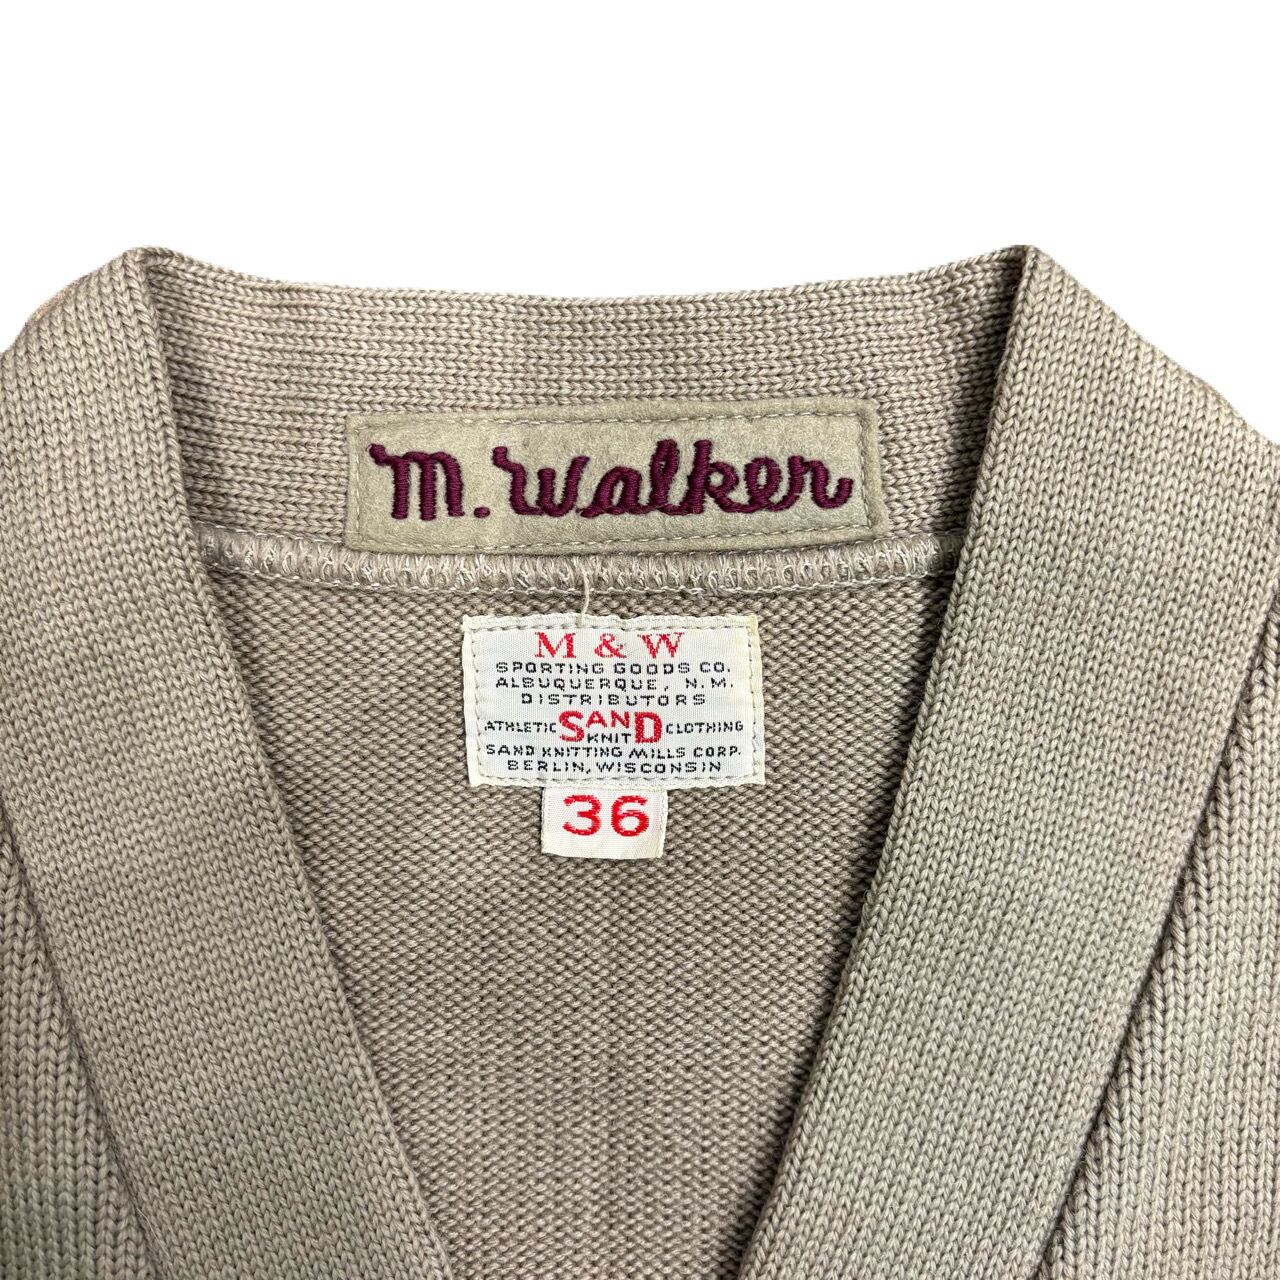 M. Walker
M & W
SPORTING GOODS CO.
ALBUQUERQUE, N.M.
DISTRIBUTORS
ATHLETIC SAND KNIT CLOTHING
SAND KNITTING MILLS CORP.
BERLIN, WISCONSIN
36